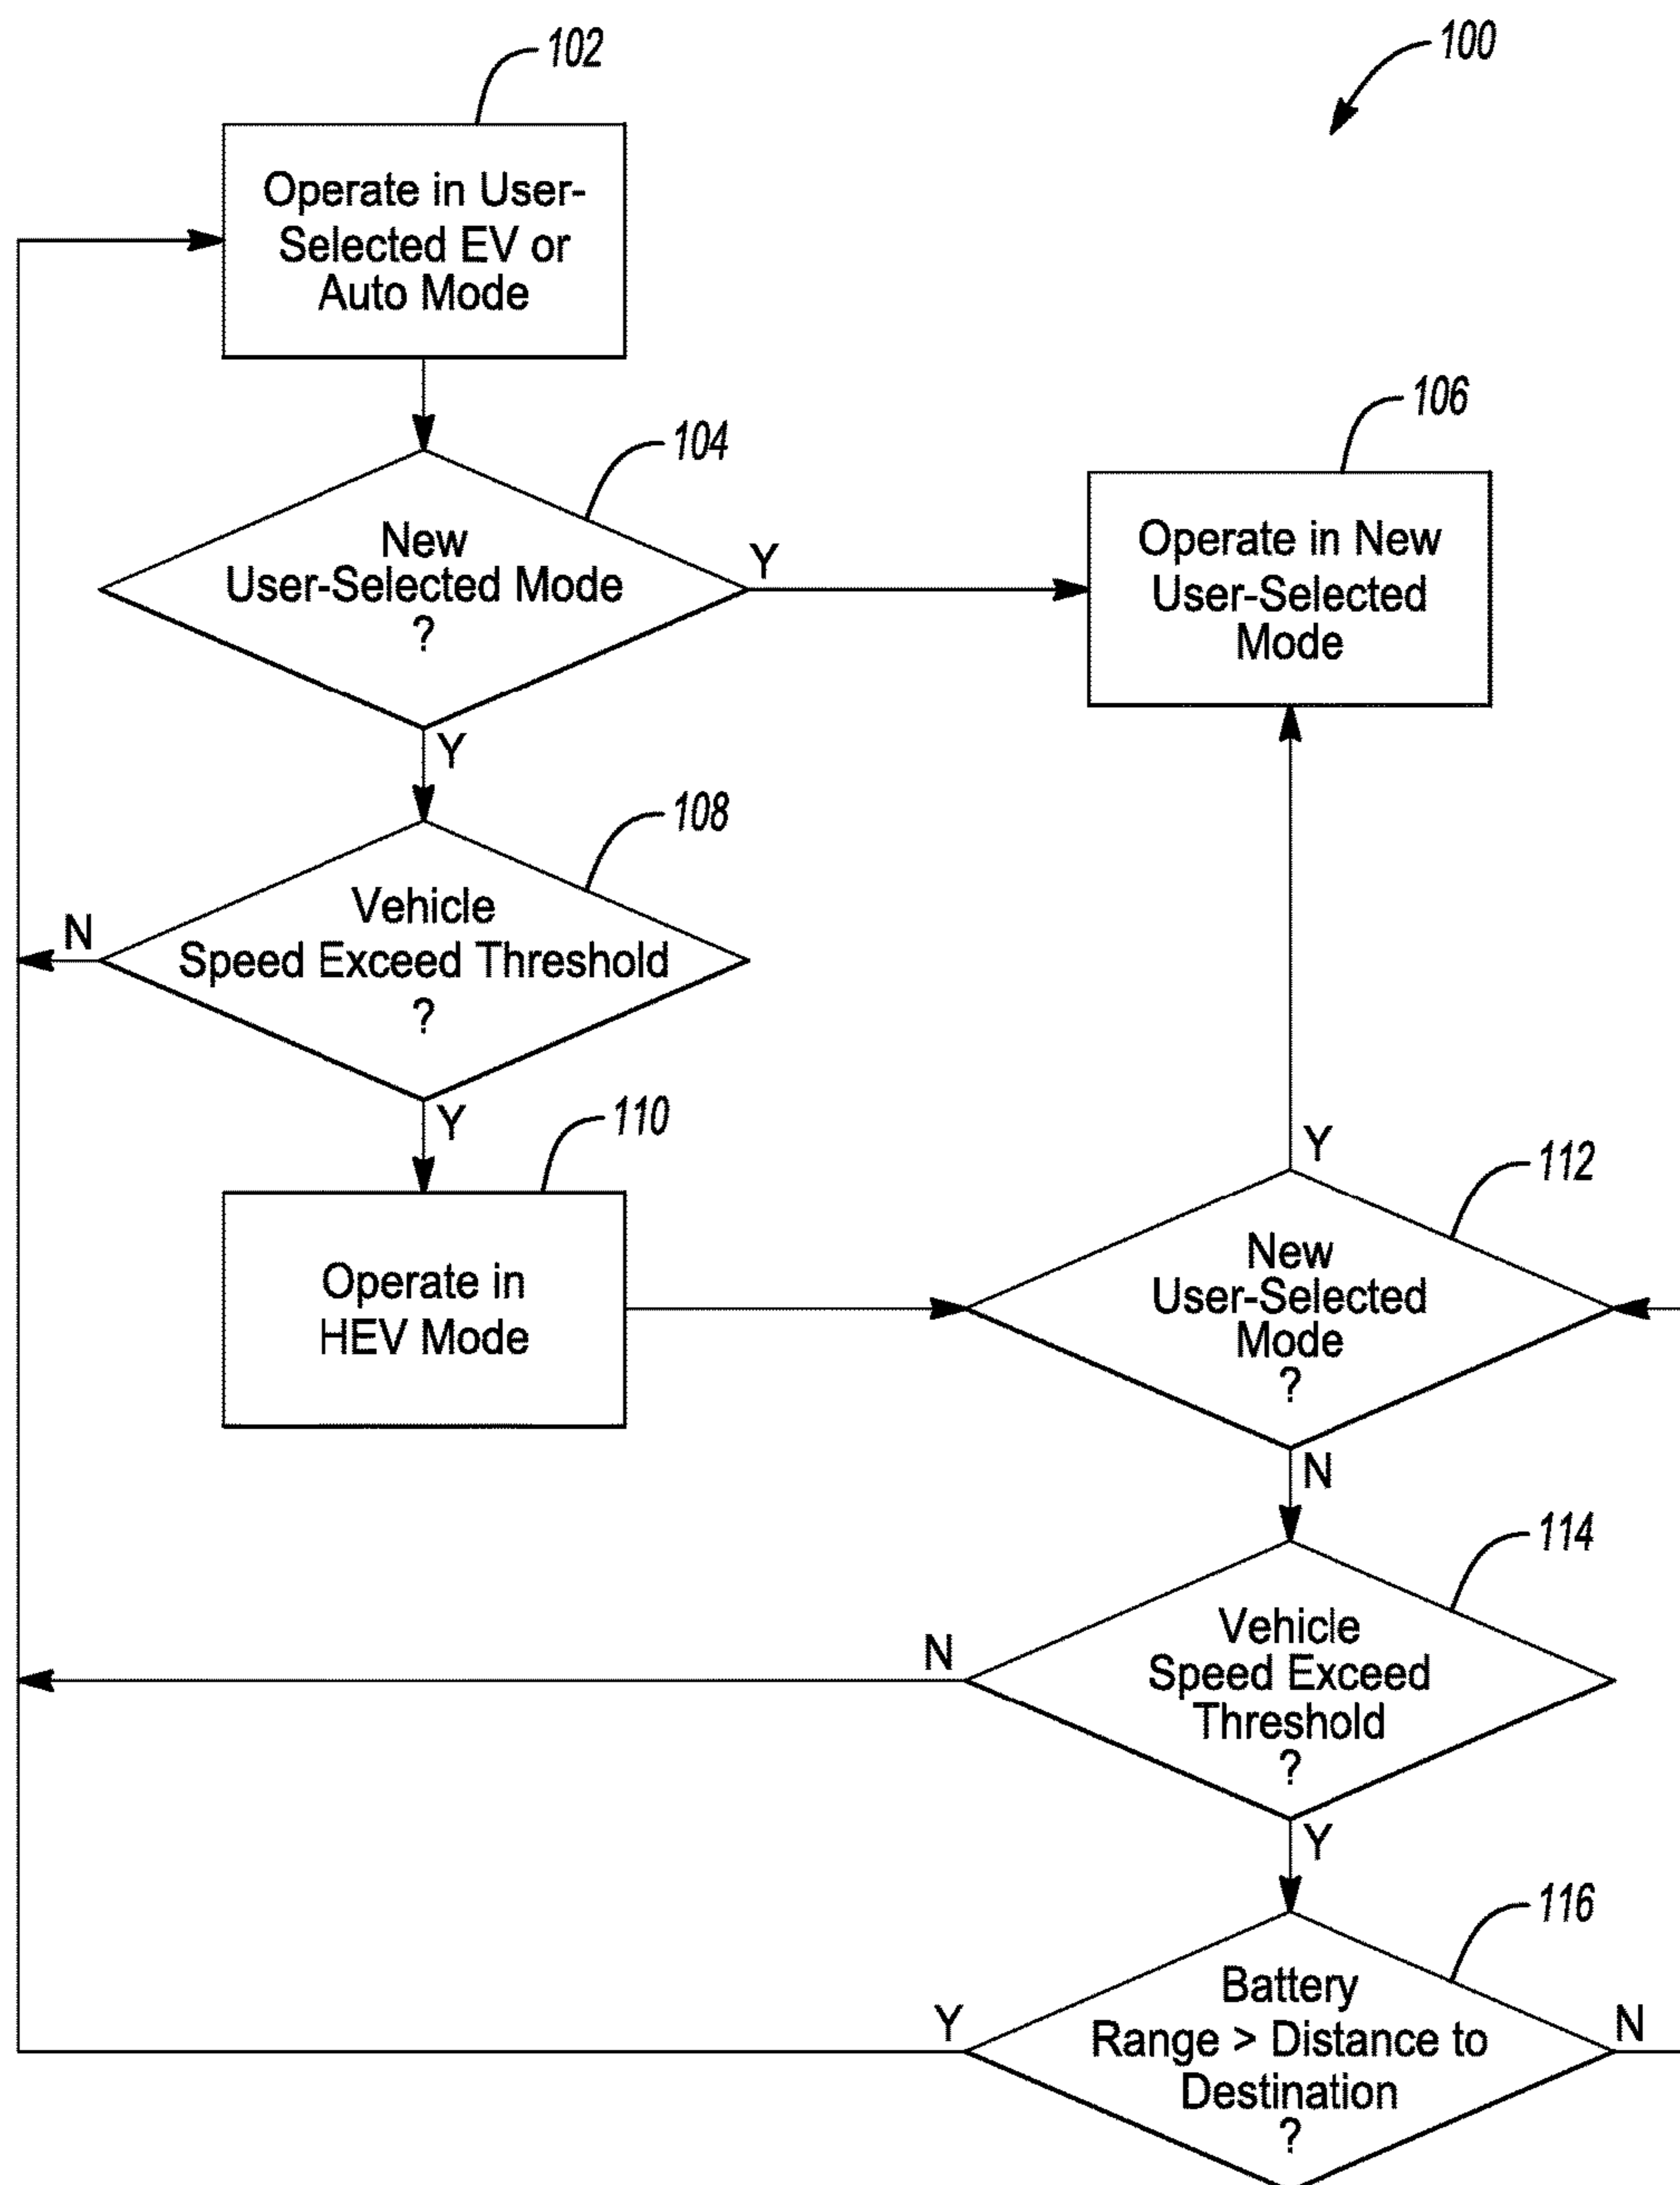 100
102
Operate in User-
Selected EV or
Auto Mode
104
New
User-Selected Mode
?
Y
Y
106
Operate in New
User-Selected
Mode
108
Vehicle
Speed Exceed Threshold
?
N
Y
110
Operate in
HEV Mode
112
Y
New
User-Selected
Mode
?
N
114
Vehicle
Speed Exceed
Threshold
?
N
Y
116
Battery
Range > Distance to
Destination
?
Y
N